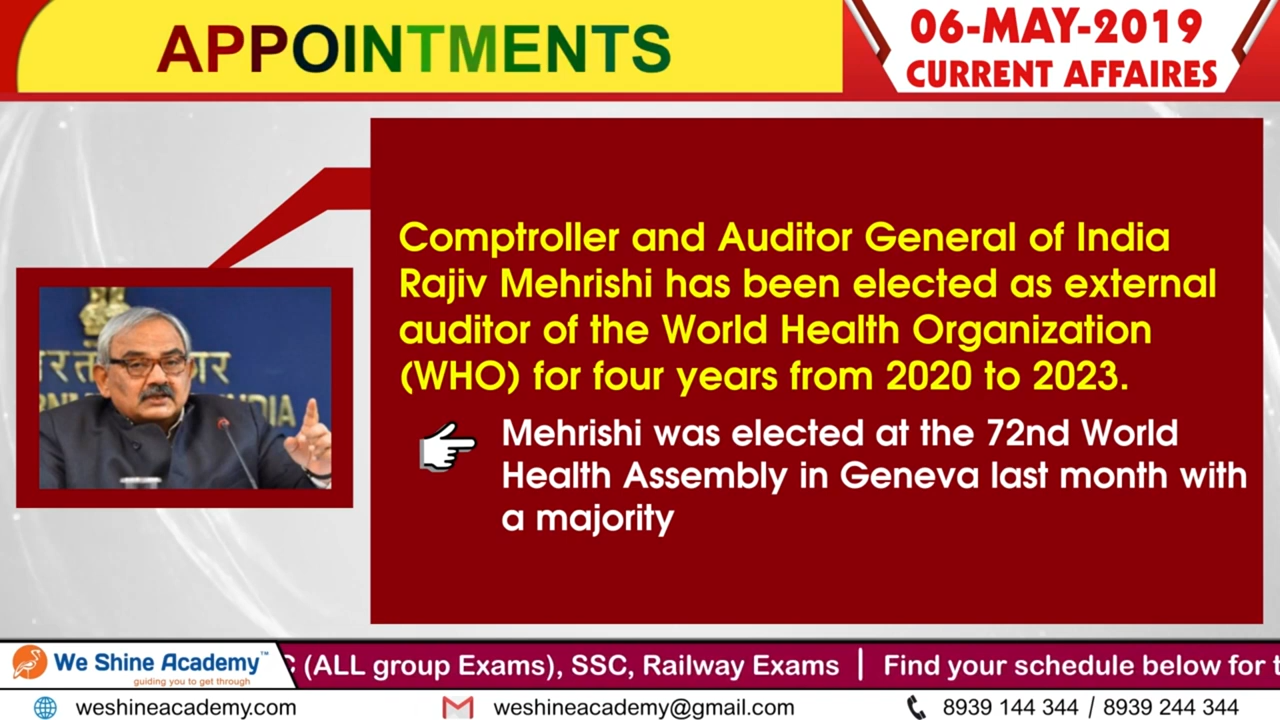 APPOINTMENTS
06-MAY-2019
CURRENT AFFAIRES
Comptroller and Auditor General of India
Rajiv Mehrishi has been elected as external
auditor of the World Health Organization
(WHO) for four years from 2020 to 2023.
Mehrishi was elected at the 72nd World
Health Assembly in Geneva last month with
a majority
We Shine Academy™
guiding you to get through
(ALL group Exams), SSC, Railway Exams | Find your schedule below for
weshineacademy.com
weshineacademy@gmail.com
8939 144 344 / 8939 244 344